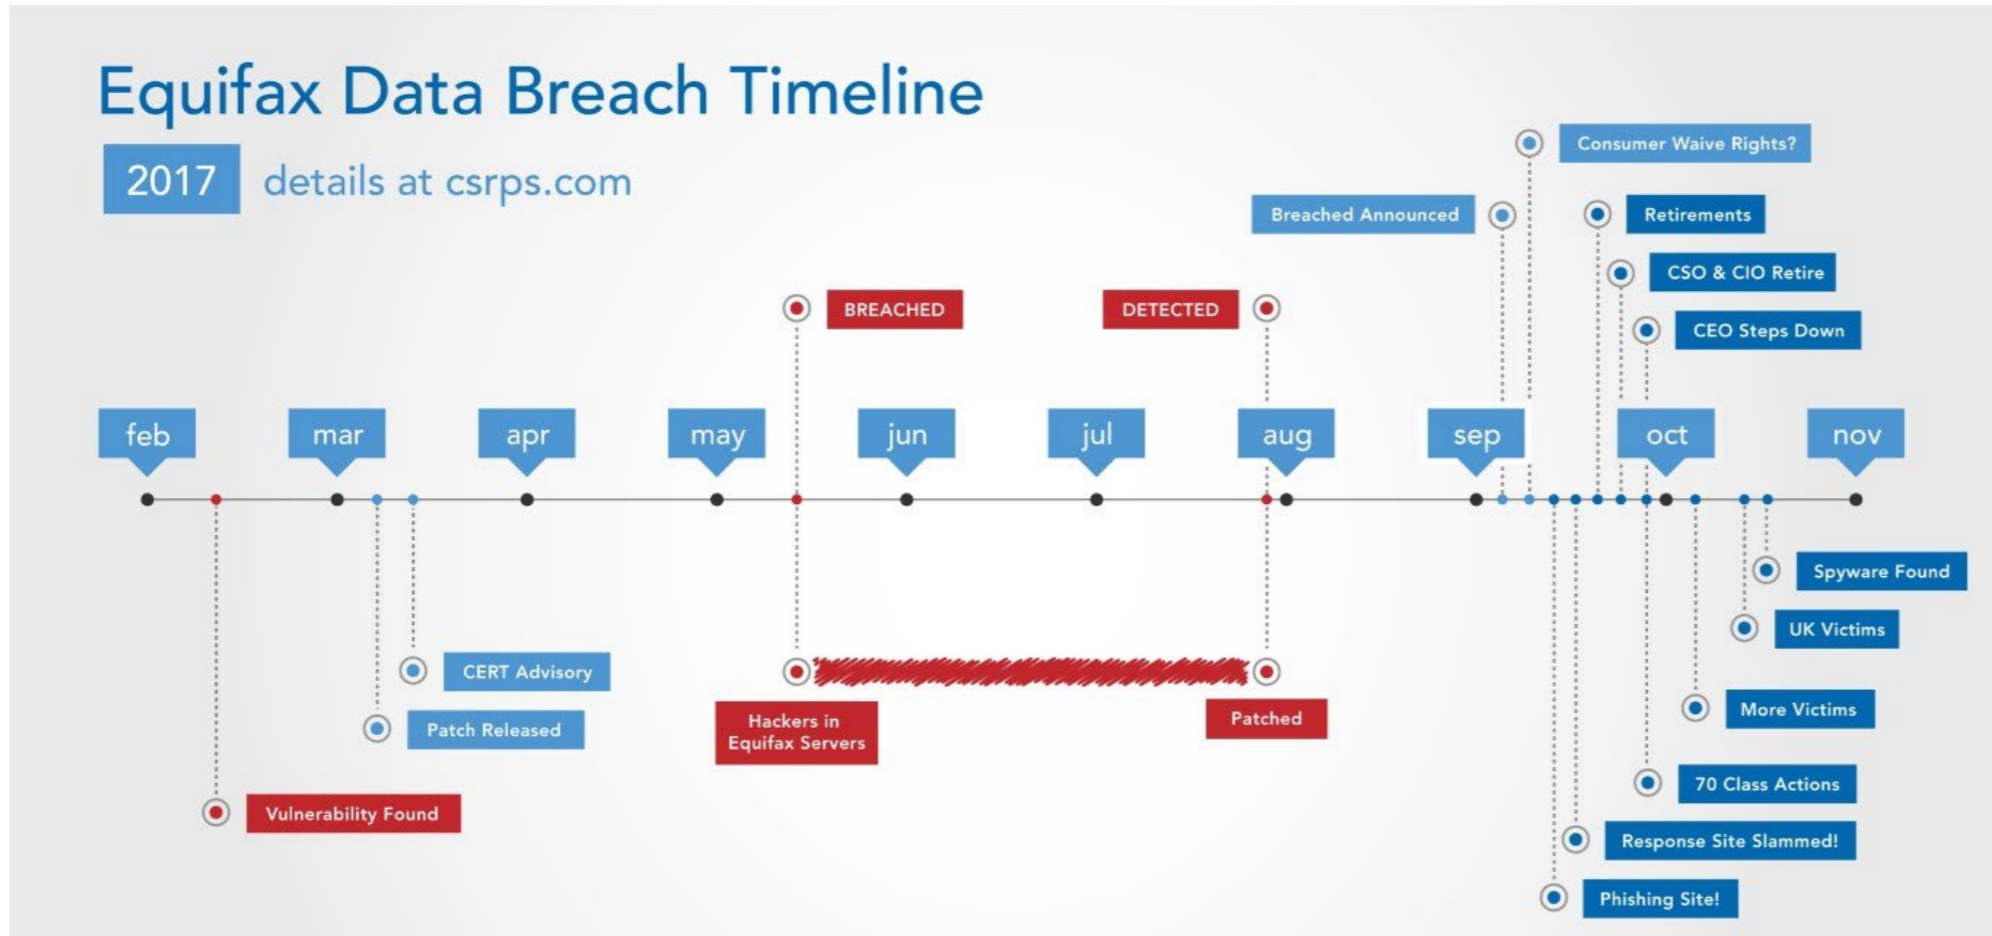 Equifax Data Breach Timeline
2017 details at csrps.com
Consumer Waive Rights?
Breached Announced
Retirements
CSO & CIO Retire
BREACHED
DETECTED
CEO Steps Down
feb
mar
apr
may
jun
jul
aug
sep
oct
nov
Spyware Found
UK Victims
CERT Advisory
Patch Released
Hackers in
Equifax Servers
Patched
More Victims
70 Class Actions
Vulnerability Found
Response Site Slammed!
Phishing Site!